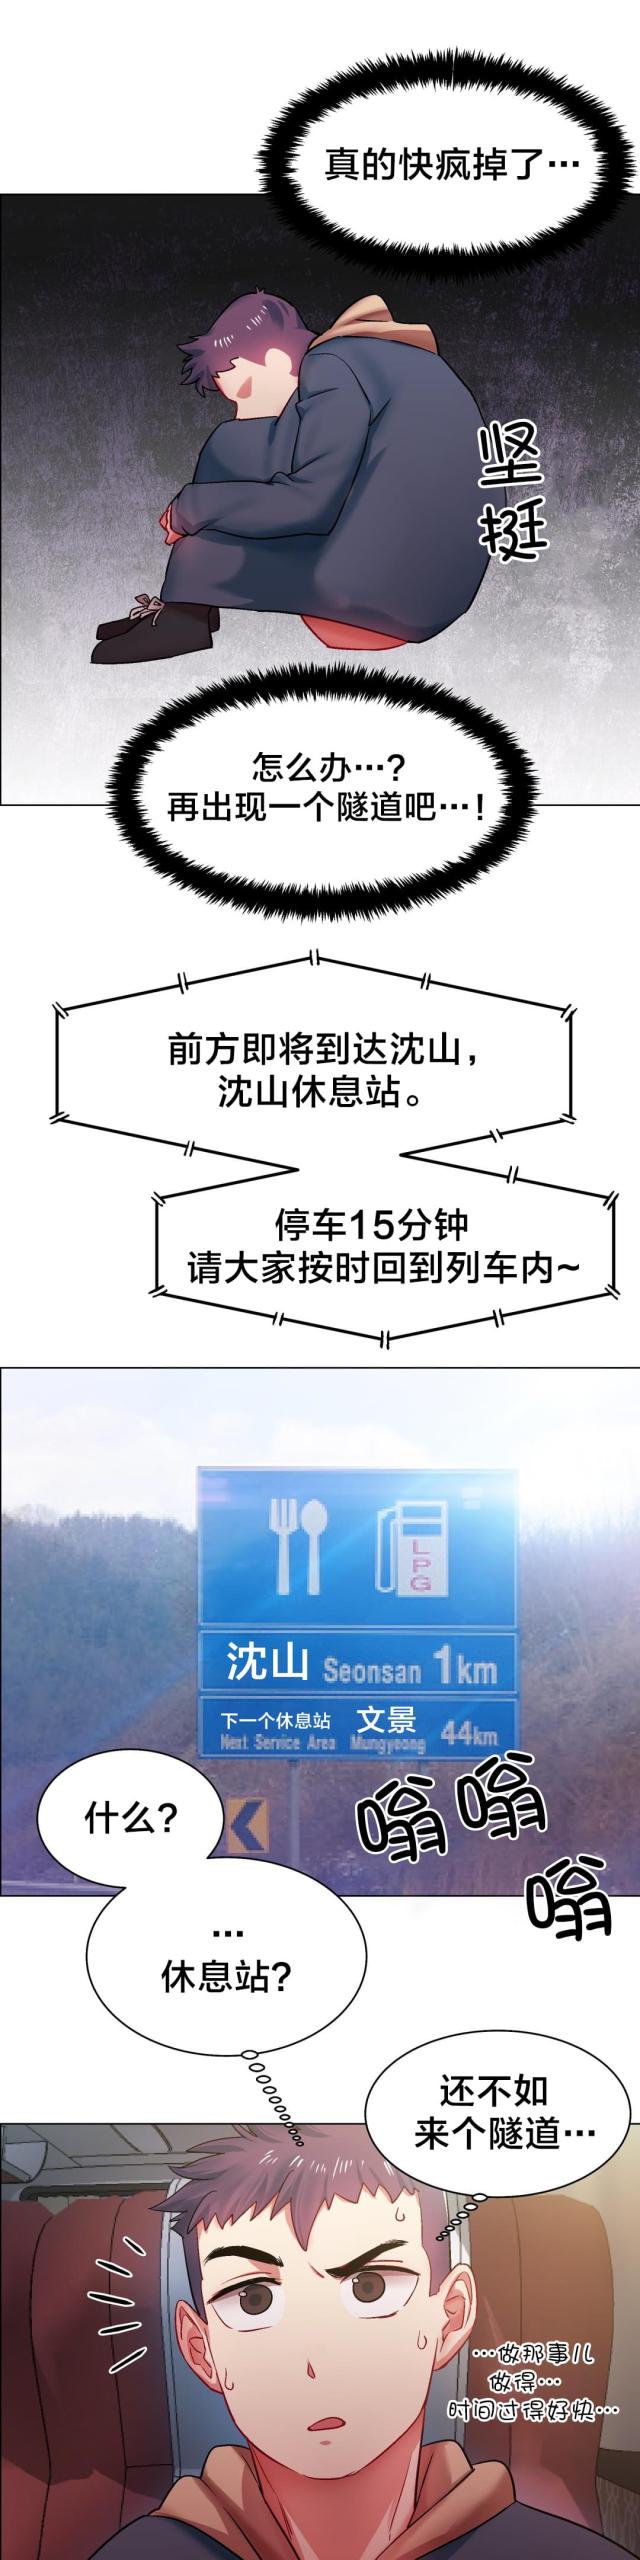 真的快疯掉了…
坚
挺
怎么办…?
再出现一个隧道吧…!
前方即将到达沈山，
沈山休息站。
停车15分钟
请大家按时回到列车内~
LPG
沈山 Seonsan 1km
下一个休息站 文景
Next Service Area Mungyeong 44km
什么?
嗡嗡
嗡
…
休息站?
还不如
来个隧道…
…做那事儿
做得…
时间过得好快…